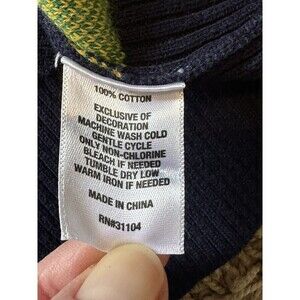 100% COTTON
EXCLUSIVE OF
DECORATION
MACHINE WASH COLD
GENTLE CYCLE
ONLY NON-CHLORINE
BLEACH IF NEEDED
TUMBLE DRY LOW
WARM IRON IF NEEDED
MADE IN CHINA
RN#31104